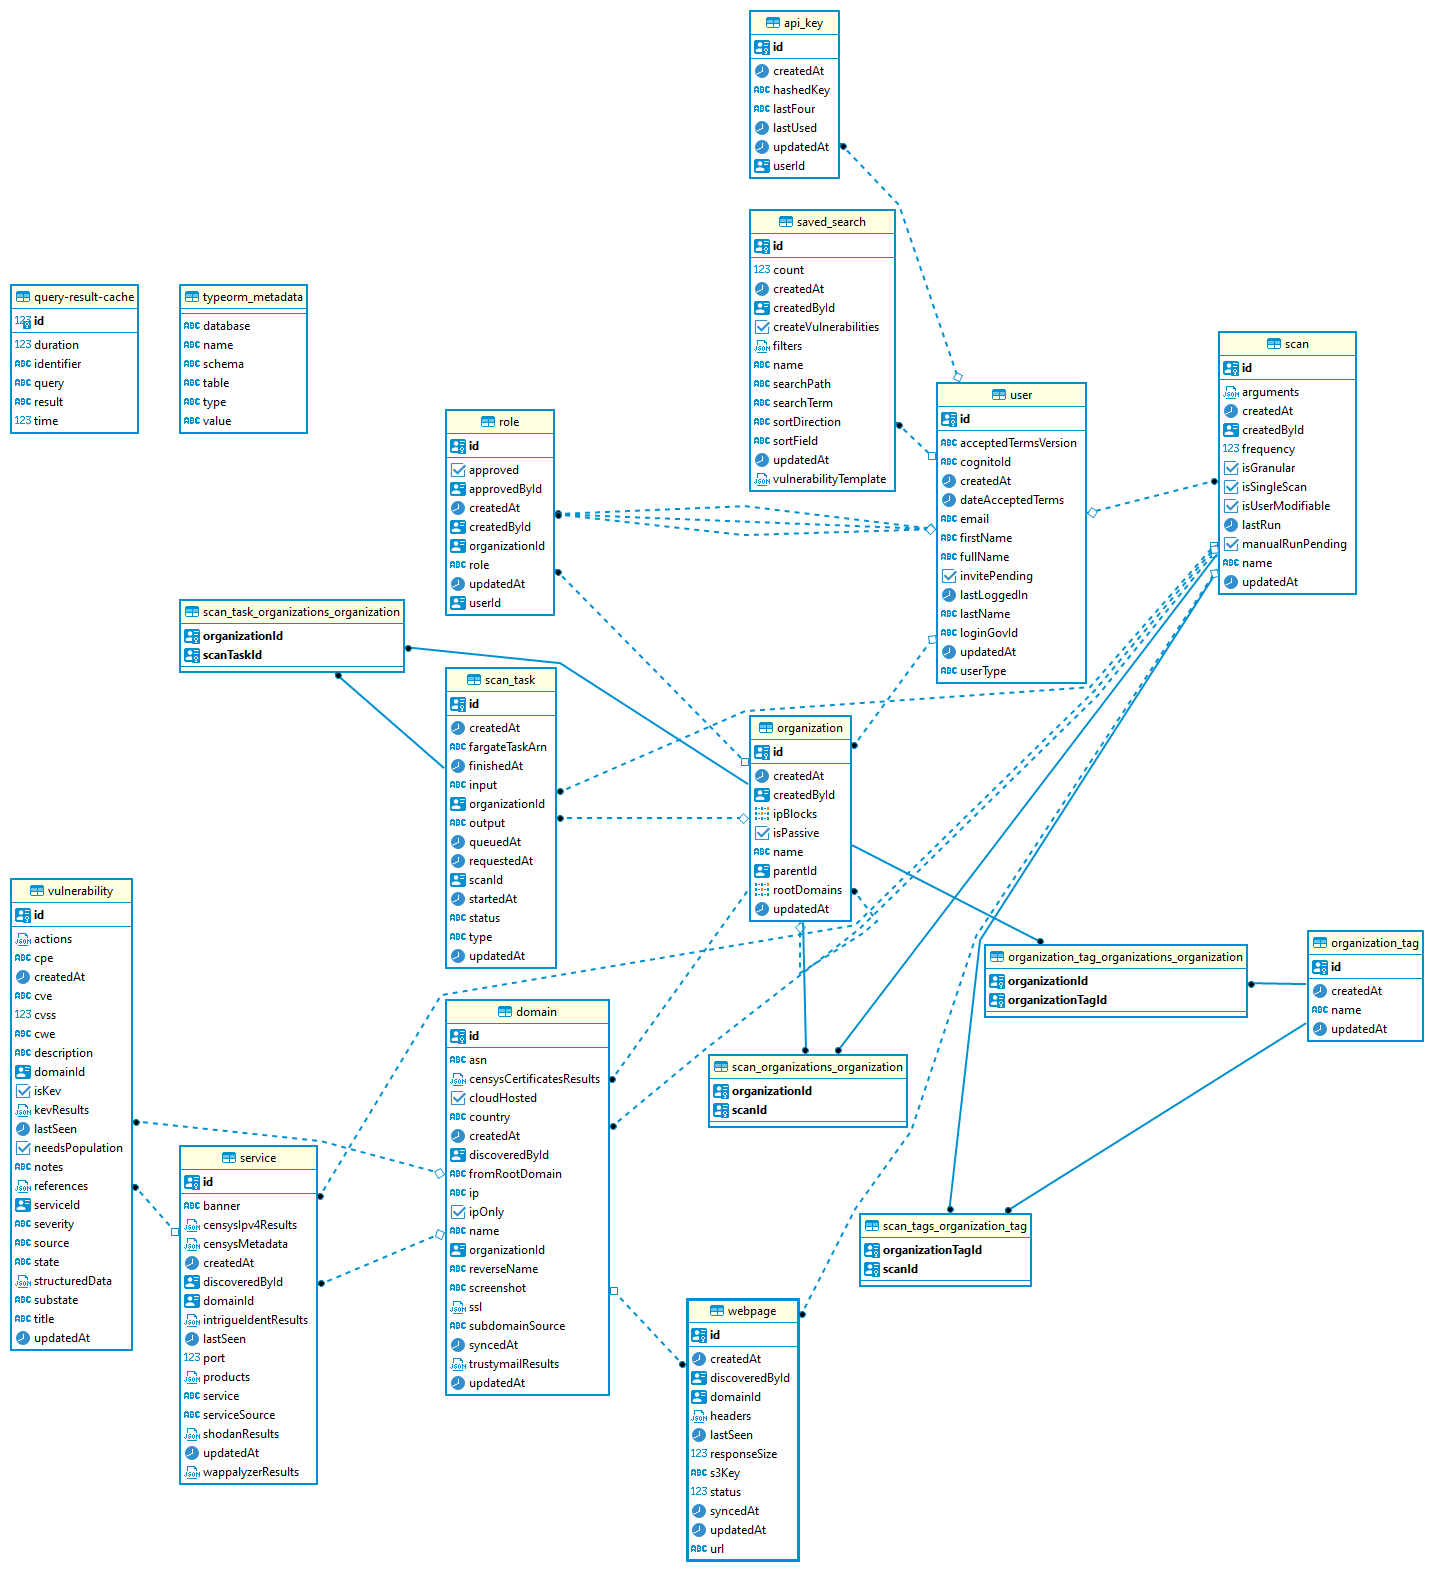 api_key
id
createdAt
hashedKey
lastFour
lastUsed
updatedAt
userId
saved_search
id
count
createdAt
createdById
createVulnerabilities
filters
name
searchPath
searchTerm
sortDirection
sortField
updatedAt
vulnerabilityTemplate
query-result-cache
id
duration
identifier
query
result
time
typeorm_metadata
database
name
schema
table
type
value
role
id
approved
approvedById
createdAt
createdById
organizationId
role
updatedAt
userId
user
id
acceptedTermsVersion
cognitoId
createdAt
dateAcceptedTerms
email
firstName
fullName
invitePending
lastLoggedIn
lastName
loginGovId
updatedAt
userType
scan
id
arguments
createdAt
createdById
frequency
isGranular
isSingleScan
isUserModifiable
lastRun
manualRunPending
name
updatedAt
scan_task_organizations_organization
organizationId
scanTaskId
scan_task
id
createdAt
fargateTaskArn
finishedAt
input
organizationId
output
queuedAt
requestedAt
scanId
startedAt
status
type
updatedAt
organization
id
createdAt
createdById
ipBlocks
isPassive
name
parentId
rootDomains
updatedAt
vulnerability
id
actions
cpe
createdAt
cve
cvss
cwe
description
domainId
isKev
kevResults
lastSeen
needsPopulation
notes
references
serviceId
severity
source
state
structuredData
substate
title
updatedAt
service
id
banner
censysIpv4Results
censysMetadata
createdAt
discoveredById
domainId
intrigueIdentResults
lastSeen
port
products
service
serviceSource
shodanResults
updatedAt
wappalyzerResults
domain
id
asn
censysCertificatesResults
cloudHosted
country
createdAt
discoveredById
fromRootDomain
ip
ipOnly
name
organizationId
reverseName
screenshot
ssl
subdomainSource
syncedAt
trustymailResults
updatedAt
organization_tag_organizations_organization
organizationId
organizationTagId
organization_tag
id
createdAt
name
updatedAt
scan_organizations_organization
organizationId
scanId
scan_tags_organization_tag
organizationTagId
scanId
webpage
id
createdAt
discoveredById
domainId
headers
lastSeen
responseSize
s3Key
status
syncedAt
updatedAt
url